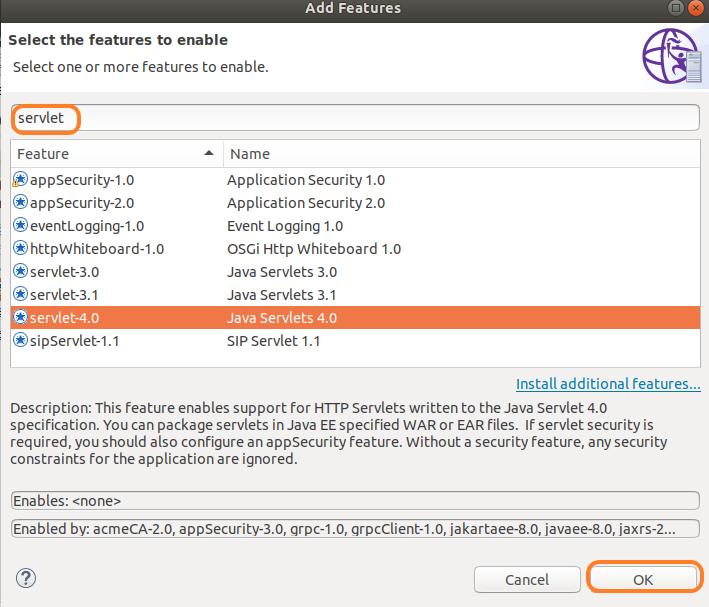 Add Features
Select the features to enable
Select one or more features to enable.
servlet
Feature Name
appSecurity-1.0 Application Security 1.0
appSecurity-2.0 Application Security 2.0
eventLogging-1.0 Event Logging 1.0
httpWhiteboard-1.0 OSGi Http Whiteboard 1.0
servlet-3.0 Java Servlets 3.0
servlet-3.1 Java Servlets 3.1
servlet-4.0 Java Servlets 4.0
sipServlet-1.1 SIP Servlet 1.1
Install additional features...
Description: This feature enables support for HTTP Servlets written to the Java Servlet 4.0
specification. You can package servlets in Java EE specified WAR or EAR files.  If servlet security is
required, you should also configure an appSecurity feature. Without a security feature, any security
constraints for the application are ignored.
Enables: <none>
Enabled by: acmeCA-2.0, appSecurity-3.0, grpc-1.0, grpcClient-1.0, jakartaee-8.0, javaee-8.0, jaxrs-2...
? Cancel OK